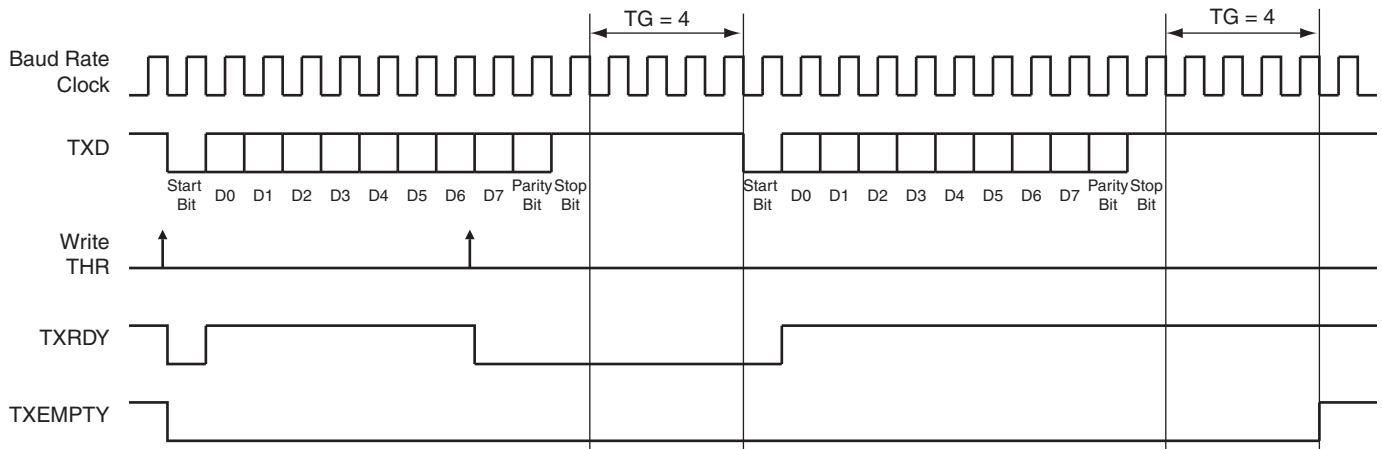 TG = 4 TG = 4
Baud Rate
Clock
TXD
Start
Bit D0 D1 D2 D3 D4 D5 D6 D7 Parity
Bit Stop
Bit Start
Bit D0 D1 D2 D3 D4 D5 D6 D7 Parity
Bit Stop
Bit
Write
THR
TXRDY
TXEMPTY